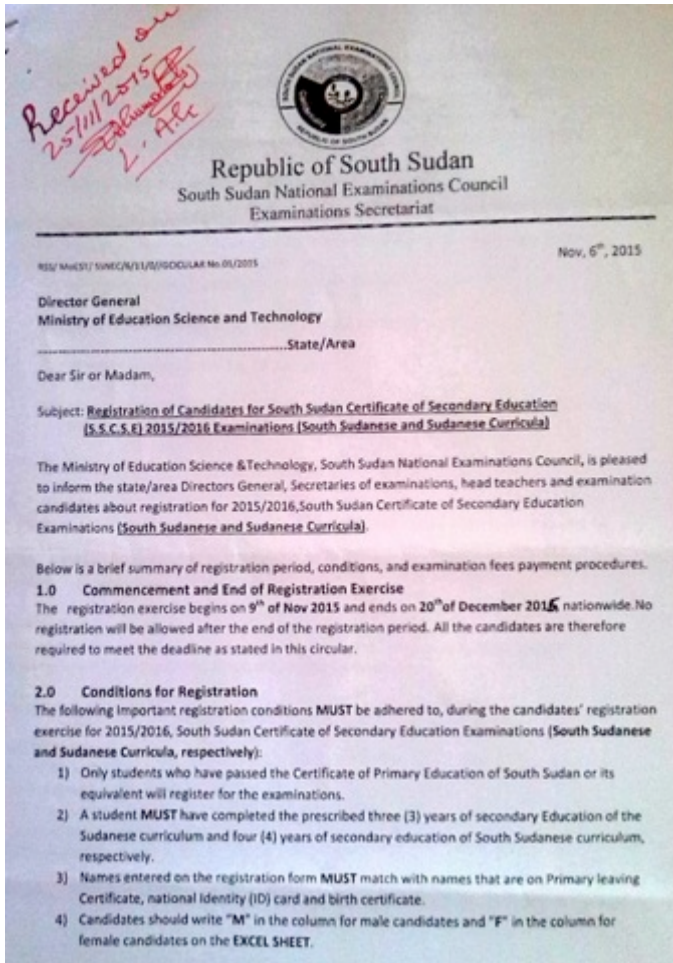 Received on
25/11/2015
SOUTH SUDAN NATIONAL EXAMINATIONS COUNCIL
REPUBLIC OF SOUTH SUDAN
Republic of South Sudan
South Sudan National Examinations Council
Examinations Secretariat
Nov, 6th, 2015
Director General
Ministry of Education Science and Technology
..............................................................State/Area
Dear Sir or Madam,
Subject: Registration of Candidates for South Sudan Certificate of Secondary Education
(S.S.C.S.E) 2015/2016 Examinations (South Sudanese and Sudanese Curricula)
The Ministry of Education Science &Technology, South Sudan National Examinations Council, is pleased
to inform the state/area Directors General, Secretaries of examinations, head teachers and examination
candidates about registration for 2015/2016,South Sudan Certificate of Secondary Education
Examinations (South Sudanese and Sudanese Curricula).
Below is a brief summary of registration period, conditions, and examination fees payment procedures.
1.0 Commencement and End of Registration Exercise
The registration exercise begins on 9th of Nov 2015 and ends on 20th of December 2015 nationwide.No
registration will be allowed after the end of the registration period. All the candidates are therefore
required to meet the deadline as stated in this circular.
2.0 Conditions for Registration
The following Important registration conditions MUST be adhered to, during the candidates' registration
exercise for 2015/2016, South Sudan Certificate of Secondary Education Examinations (South Sudanese
and Sudanese Curricula, respectively):
1) Only students who have passed the Certificate of Primary Education of South Sudan or its
equivalent will register for the examinations.
2) A student MUST have completed the prescribed three (3) years of secondary Education of the
Sudanese curriculum and four (4) years of secondary education of South Sudanese curriculum,
respectively.
3) Names entered on the registration form MUST match with names that are on Primary leaving
Certificate, national Identity (ID) card and birth certificate.
4) Candidates should write "M" in the column for male candidates and "F" in the column for
female candidates on the EXCEL SHEET.